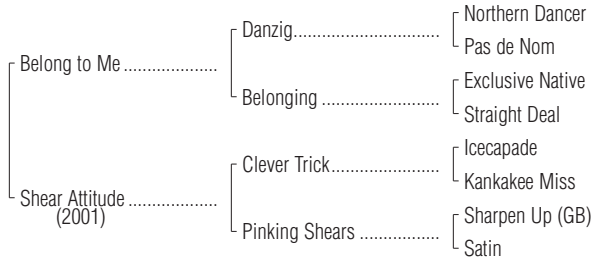 Northern Dancer
Danzig..............................
Pas de Nom
Belong to Me ....................
Exclusive Native
Belonging .........................
Straight Deal
Icecapade
Clever Trick.......................
Kankakee Miss
Shear Attitude ...................
(2001)
Sharpen Up (GB)
Pinking Shears .................
Satin